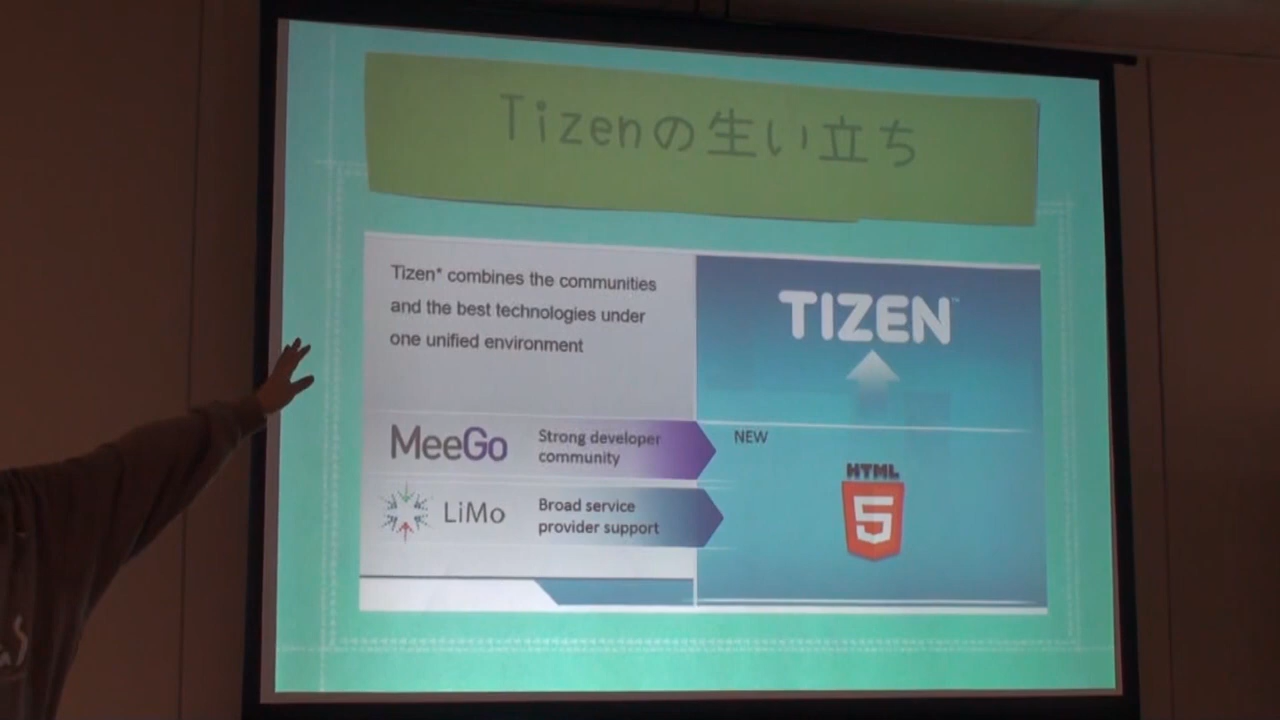 Tizenの生い立ち
Tizen* combines the communities
and the best technologies under
one unified environment
TIZEN™
MeeGo
Strong developer
community
NEW
LiMo
Broad service
provider support
HTML
5